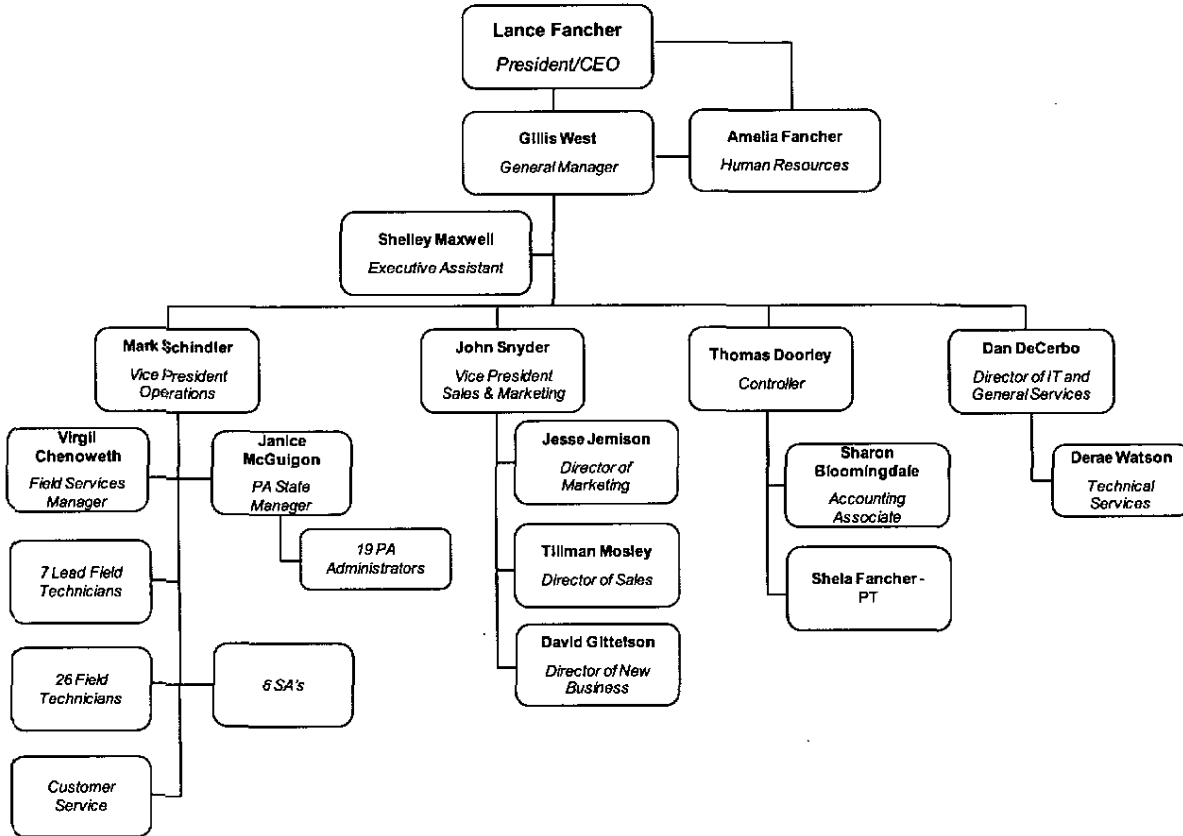 Lance Fancher
President/CEO
Gillis West
General Manager
Amelia Fancher
Human Resources
Shelley Maxwell
Executive Assistant
Mark Schindler
Vice President
Operations
John Snyder
Vice President
Sales & Marketing
Thomas Doorley
Controller
Dan DeCerbo
Director of IT and
General Services
Virgil
Chenoweth
Field Services
Manager
Janice
McGuigon
PA State
Manager
19 PA
Administrators
7 Lead Field
Technicians
26 Field
Technicians
6 SA's
Customer
Service
Jesse Jemison
Director of
Marketing
Tillman Mosley
Director of Sales
David Gittelson
Director of New
Business
Sharon
Bloomingdale
Accounting
Associate
Shela Fancher -
PT
Derae Watson
Technical
Services